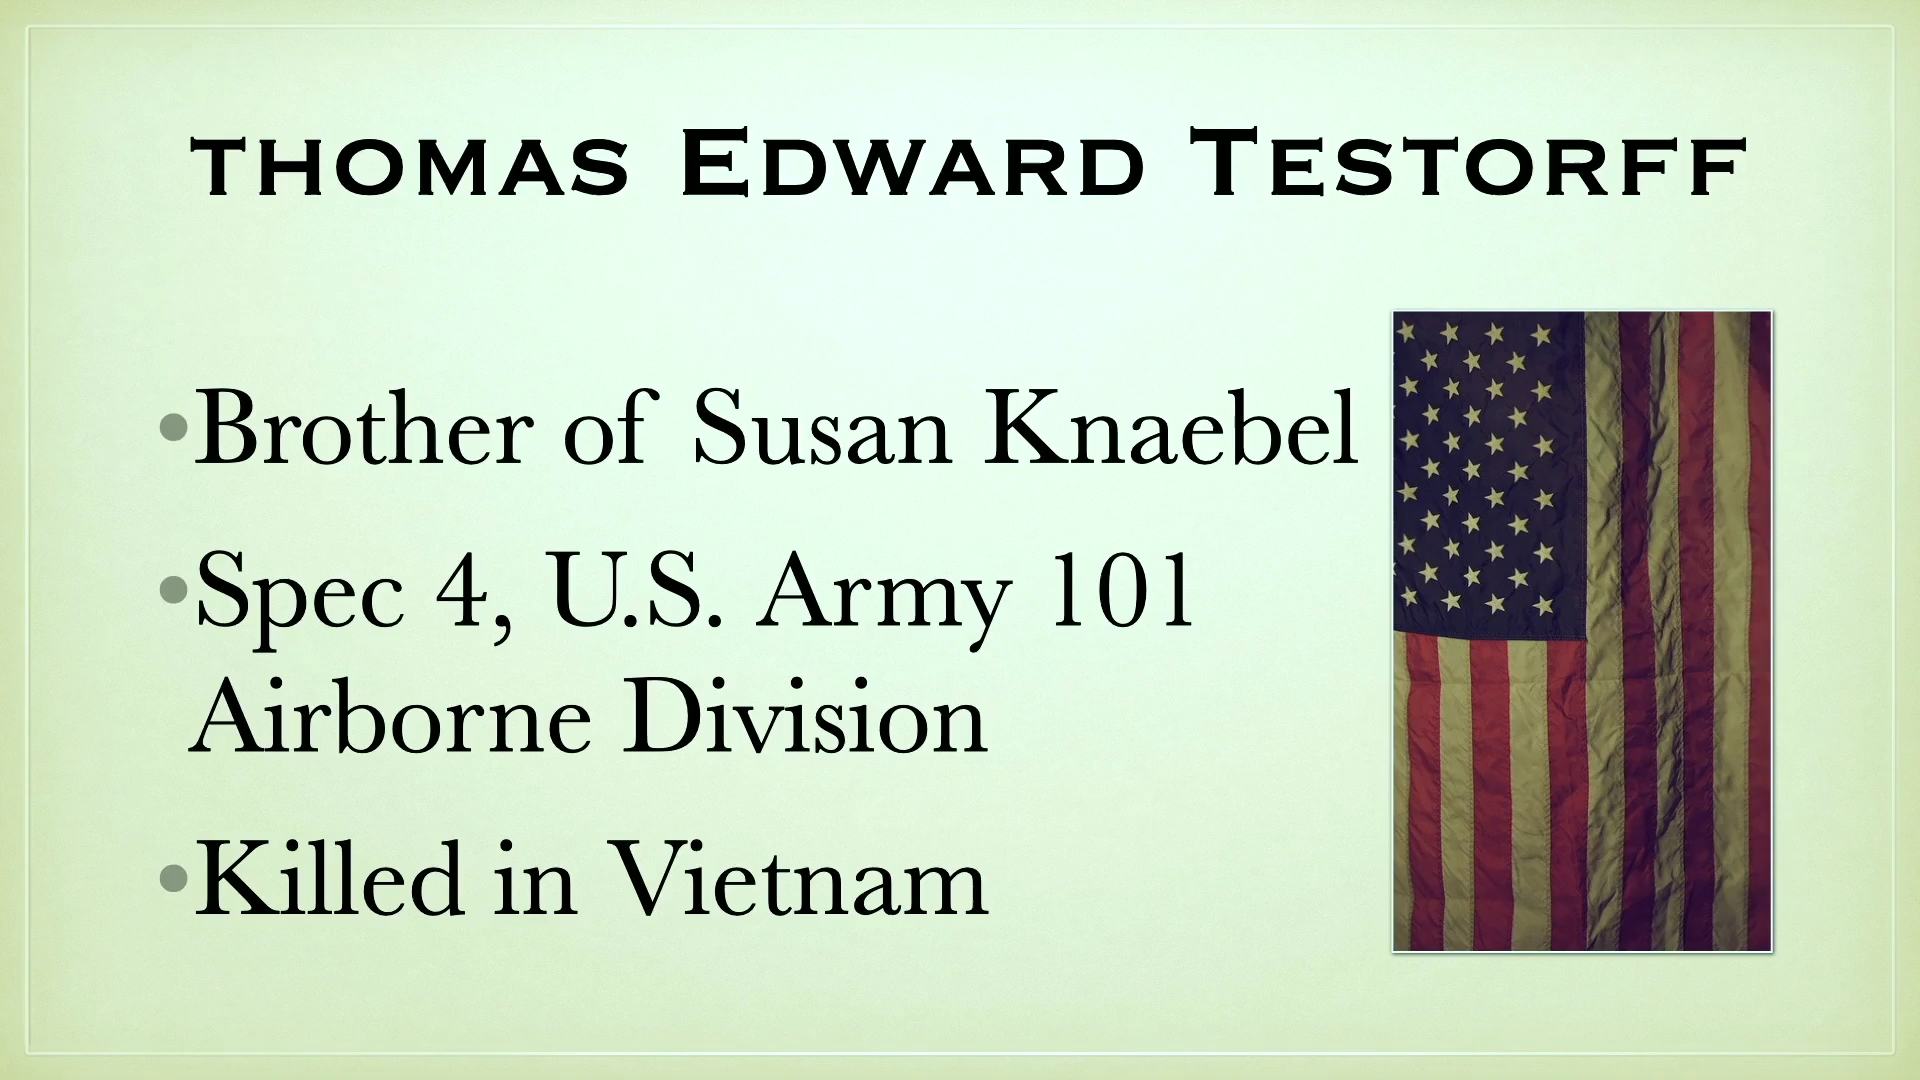 THOMAS EDWARD TESTORFF
•Brother of Susan Knaebel
•Spec 4, U.S. Army 101
Airborne Division
•Killed in Vietnam